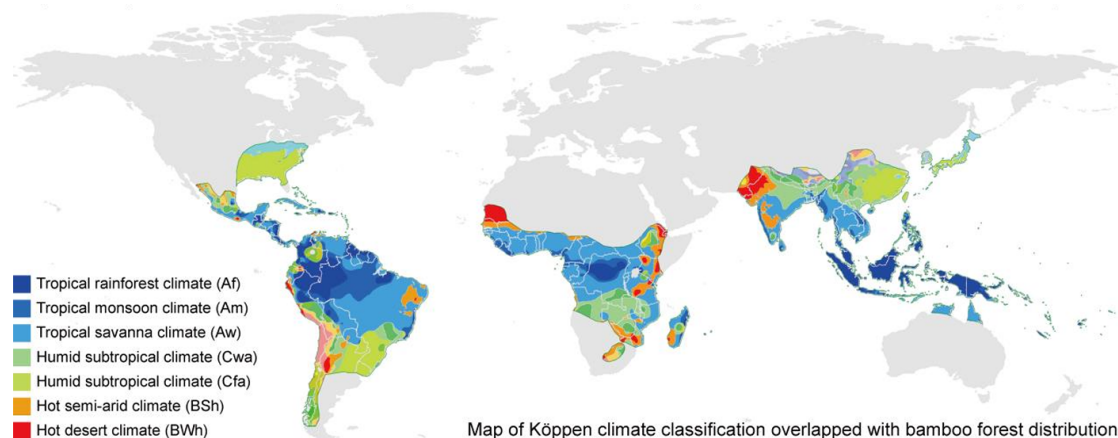 Tropical rainforest climate (Af)
Tropical monsoon climate (Am)
Tropical savanna climate (Aw)
Humid subtropical climate (Cwa)
Humid subtropical climate (Cfa)
Hot semi-arid climate (BSh)
Hot desert climate (BWh)
Map of Köppen climate classification overlapped with bamboo forest distribution